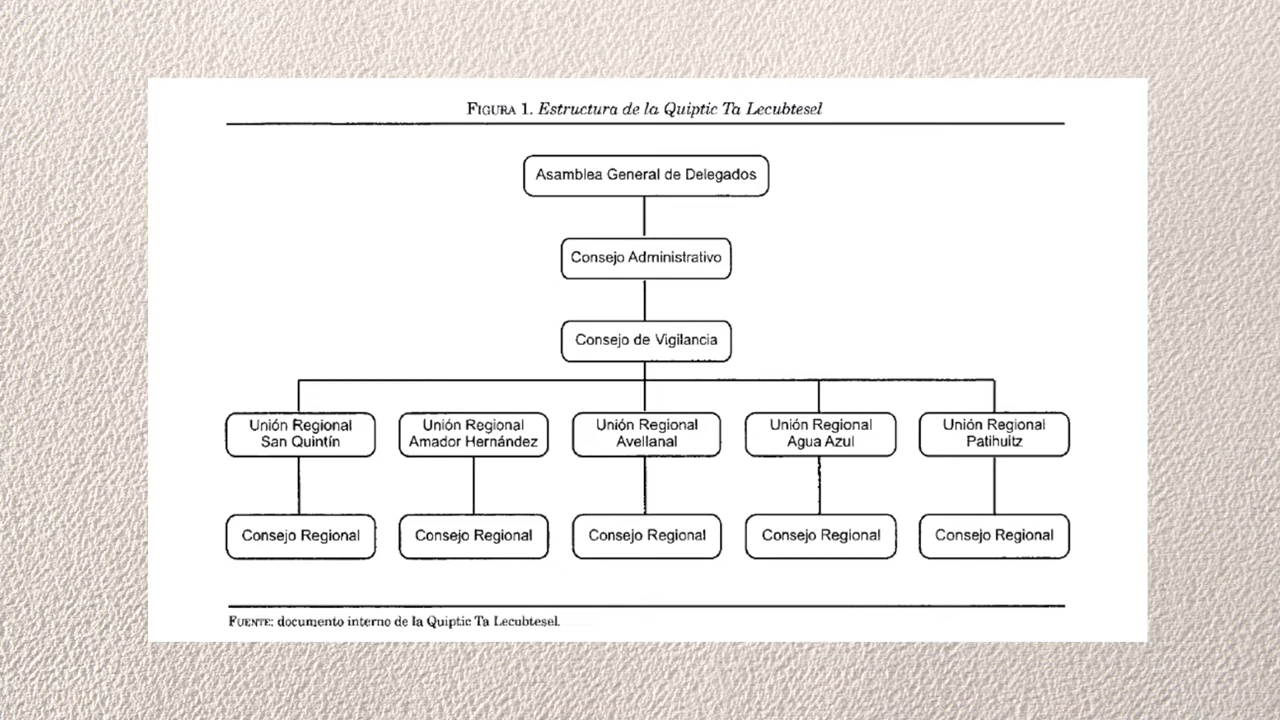 FIGURA 1. Estructura de la Quiptic Ta Lecubtesel
Asamblea General de Delegados
Consejo Administrativo
Consejo de Vigilancia
Unión Regional
San Quintín
Unión Regional
Amador Hernández
Unión Regional
Avellanal
Unión Regional
Agua Azul
Unión Regional
Patihuitz
Consejo Regional
Consejo Regional
Consejo Regional
Consejo Regional
Consejo Regional
FUENTE: documento interno de la Quiptic Ta Lecubtesel.